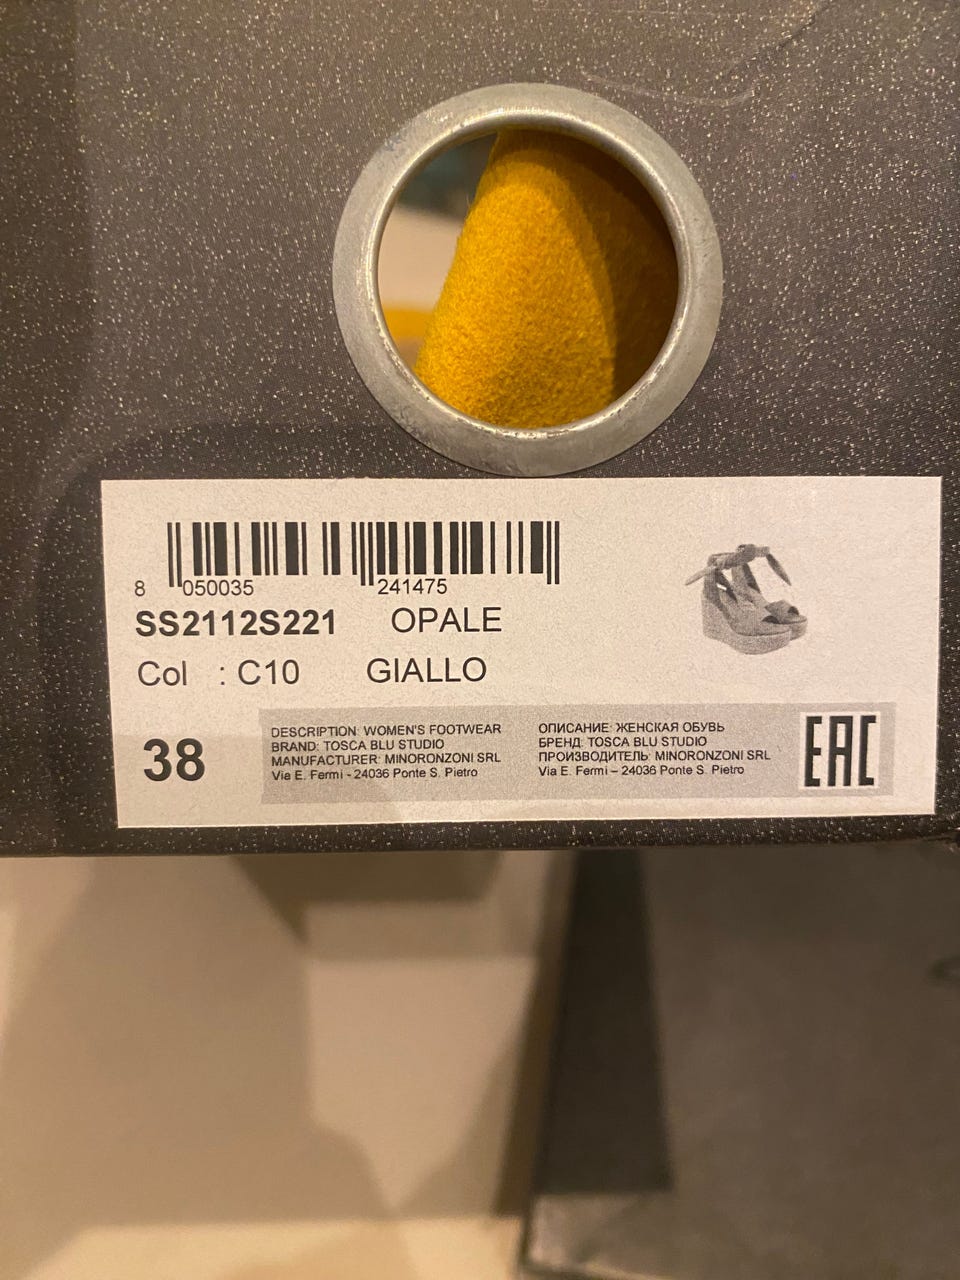 8 050035 241475
SS2112S221 OPALE
Col : C10 GIALLO
38
DESCRIPTION: WOMEN'S FOOTWEAR
BRAND: TOSCA BLU STUDIO
MANUFACTURER: MINORONZONI SRL
Via E. Fermi - 24036 Ponte S. Pietro
ОПИСАНИЕ: ЖЕНСКАЯ ОБУВЬ
БРЕНД: TOSCA BLU STUDIO
ПРОИЗВОДИТЕЛЬ: MINORONZONI SRL
Via E. Fermi – 24036 Ponte S. Pietro
EAC